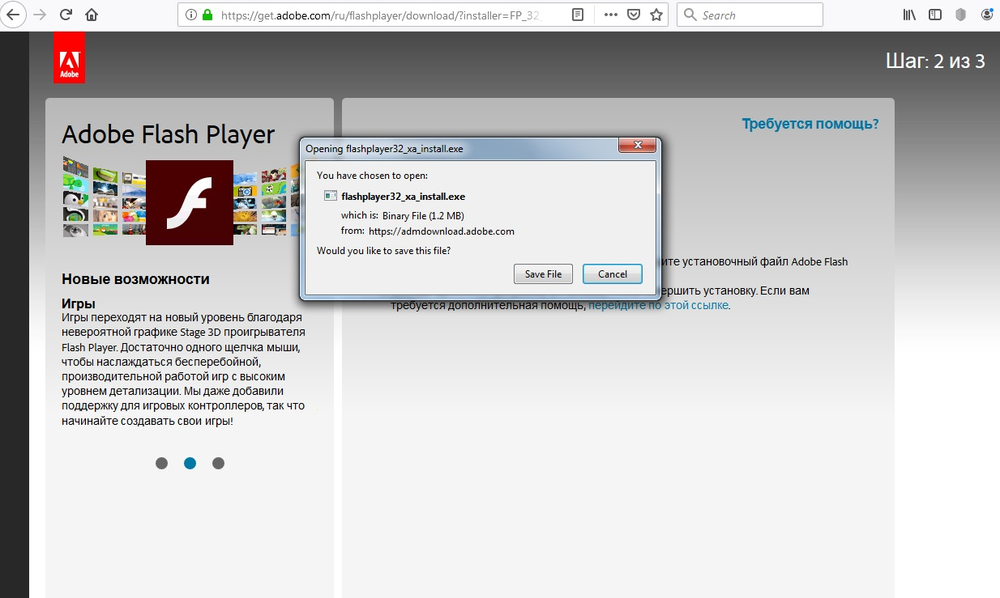 https://get.adobe.com/ru/flashplayer/download/?installer=FP_32
Search
Adobe
Шаг: 2 из 3
Adobe Flash Player
Новые возможности
Игры
Игры переходят на новый уровень благодаря
невероятной графике Stage 3D проигрывателя
Flash Player. Достаточно одного щелчка мыши,
чтобы наслаждаться бесперебойной,
производительной работой игр с высоким
уровнем детализации. Мы даже добавили
поддержку для игровых контроллеров, так что
начинайте создавать свои игры!
Требуется помощь?
Opening flashplayer32_xa_install.exe
You have chosen to open:
flashplayer32_xa_install.exe
which is: Binary File (1.2 MB)
from: https://admdownload.adobe.com
Would you like to save this file?
Save File
Cancel
ите установочный файл Adobe Flash
ершить установку. Если вам
требуется дополнительная помощь, перейдите по этой ссылке.